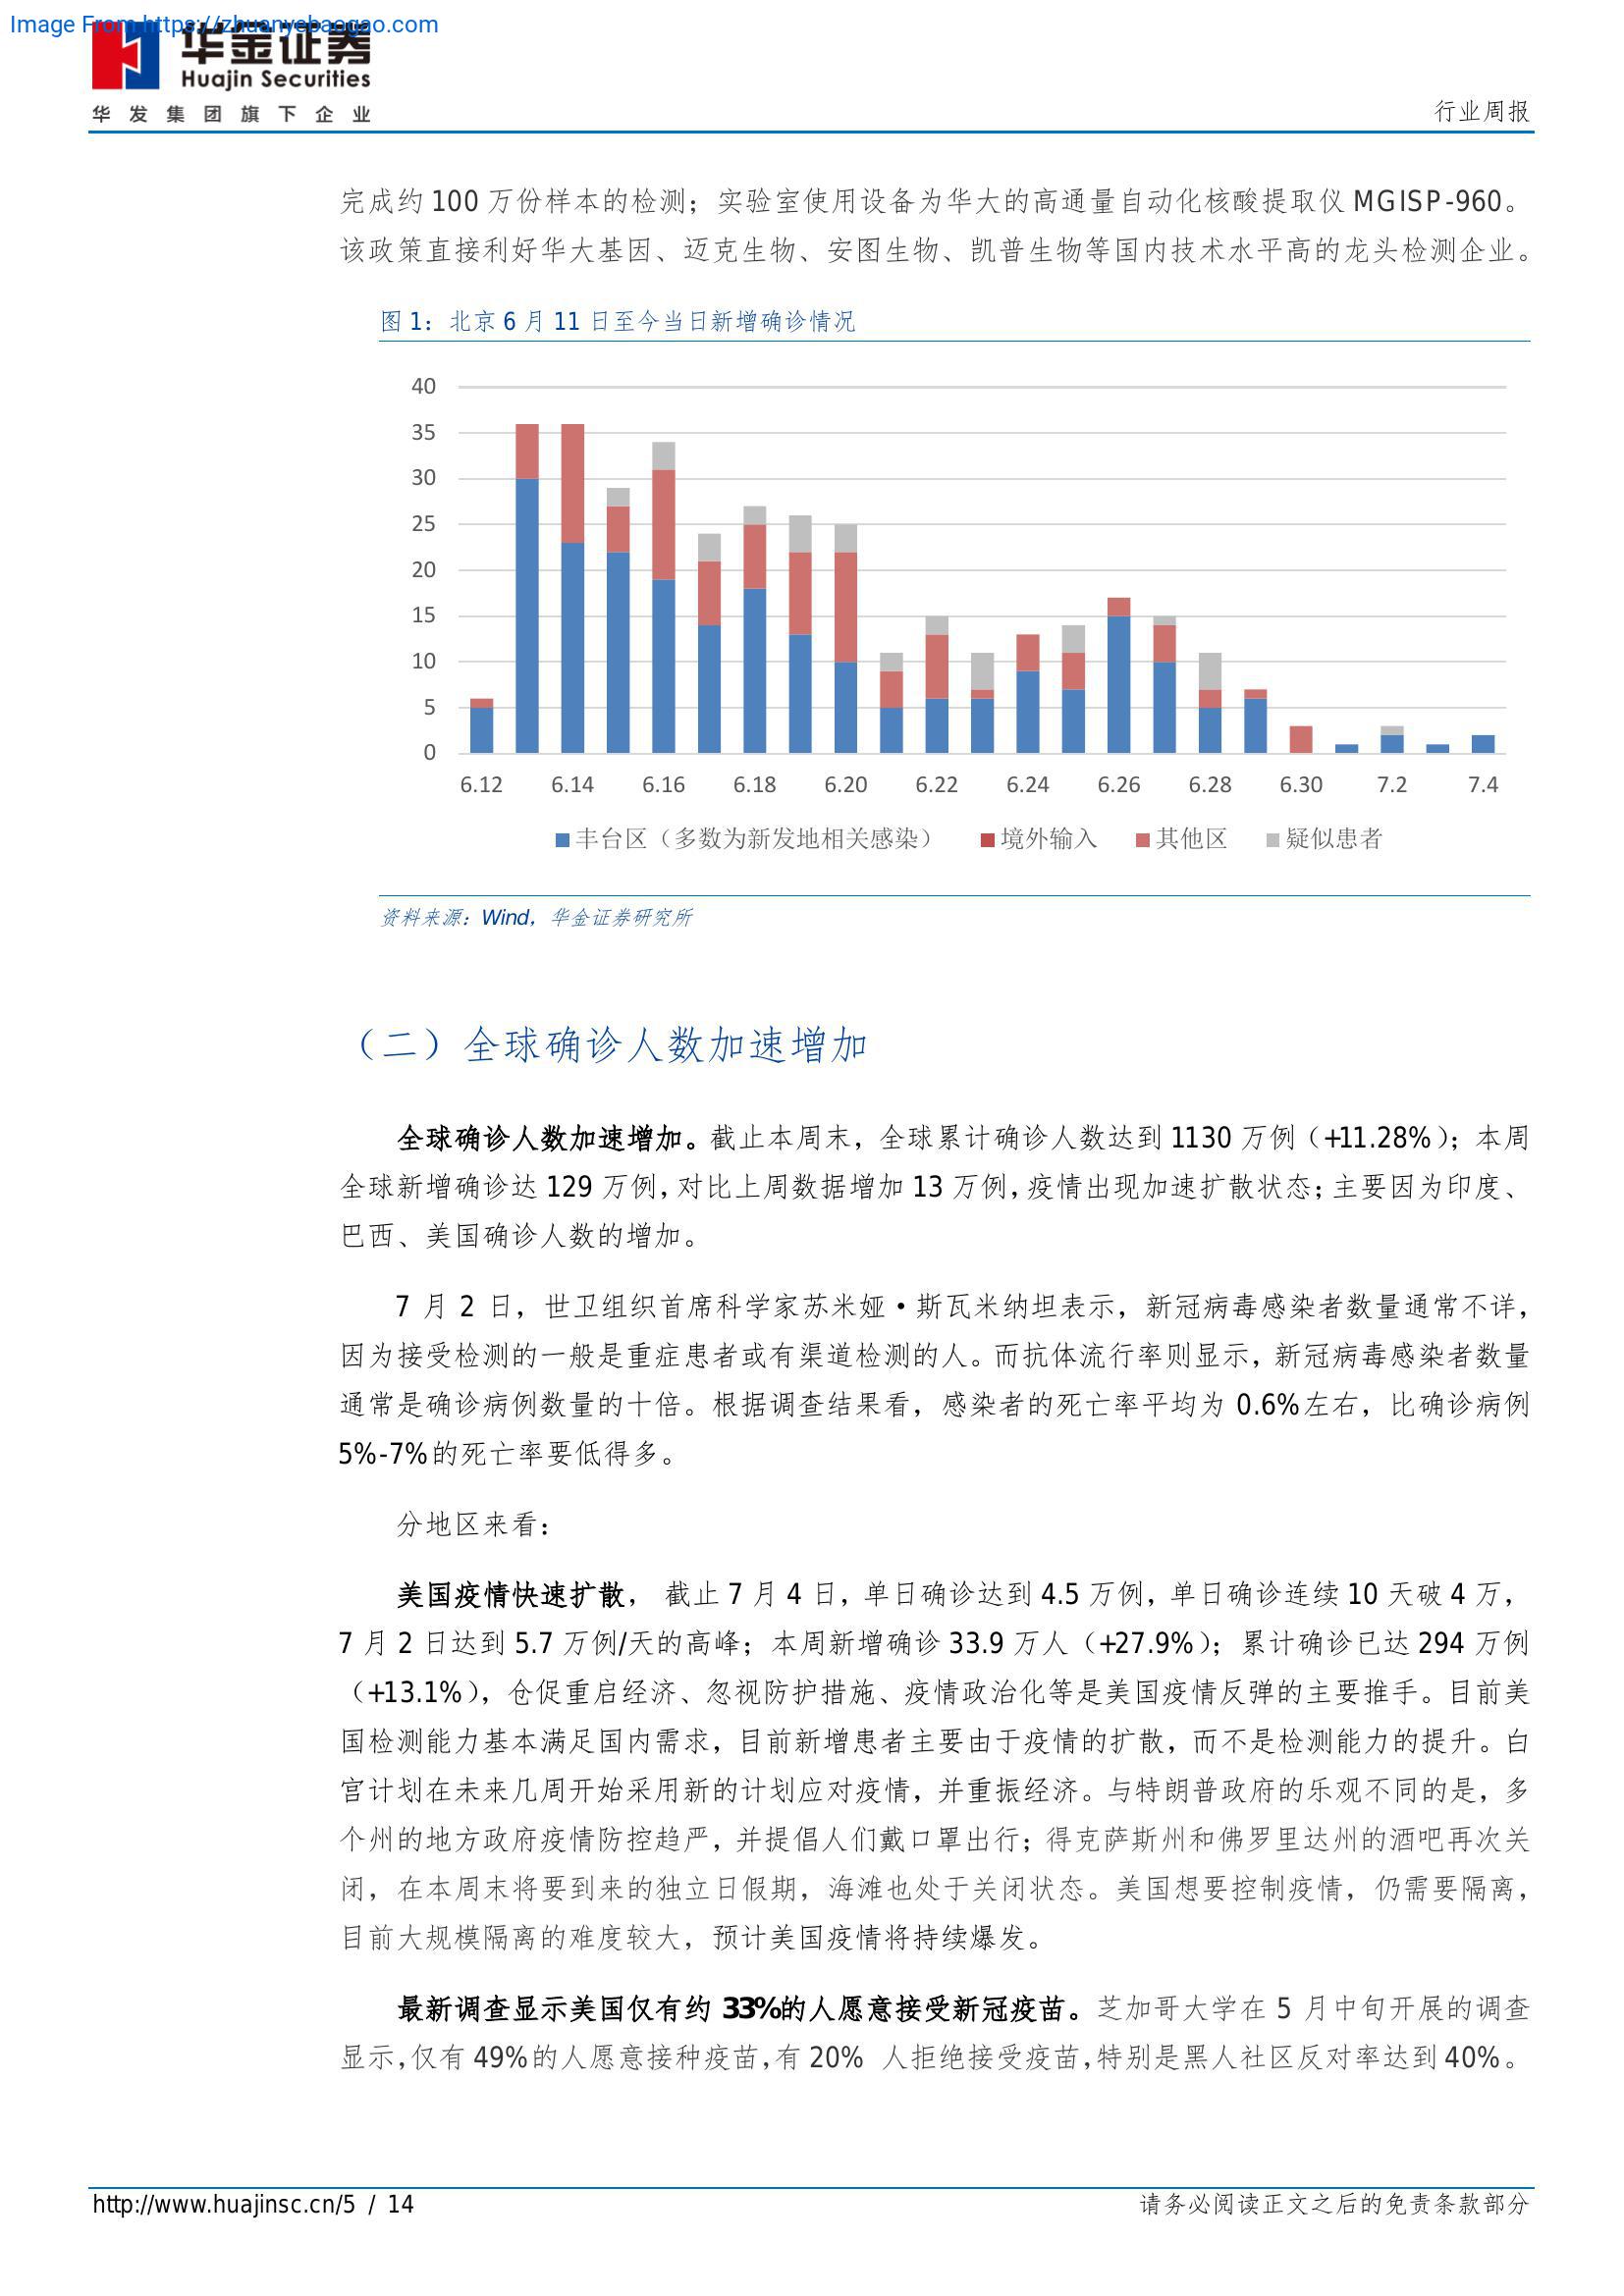 Image From https://zhuanyebaogao.com
华金证券
Huajin Securities
华发集团旗下企业
行业周报
完成约 100 万份样本的检测；实验室使用设备为华大的高通量自动化核酸提取仪 MGISP-960。
该政策直接利好华大基因、迈克生物、安图生物、凯普生物等国内技术水平高的龙头检测企业。
图 1：北京 6 月 11 日至今当日新增确诊情况
40
35
30
25
20
15
10
5
0
6.12 6.14 6.16 6.18 6.20 6.22 6.24 6.26 6.28 6.30 7.2 7.4
丰台区（多数为新发地相关感染） 境外输入 其他区 疑似患者
资料来源：Wind，华金证券研究所
（二）全球确诊人数加速增加
全球确诊人数加速增加。截止本周末，全球累计确诊人数达到 1130 万例（+11.28%）；本周
全球新增确诊达 129 万例，对比上周数据增加 13 万例，疫情出现加速扩散状态；主要因为印度、
巴西、美国确诊人数的增加。
7 月 2 日，世卫组织首席科学家苏米娅•斯瓦米纳坦表示，新冠病毒感染者数量通常不详，
因为接受检测的一般是重症患者或有渠道检测的人。而抗体流行率则显示，新冠病毒感染者数量
通常是确诊病例数量的十倍。根据调查结果看，感染者的死亡率平均为 0.6%左右，比确诊病例
5%-7%的死亡率要低得多。
分地区来看：
美国疫情快速扩散， 截止 7 月 4 日，单日确诊达到 4.5 万例，单日确诊连续 10 天破 4 万，
7 月 2 日达到 5.7 万例/天的高峰；本周新增确诊 33.9 万人（+27.9%）；累计确诊已达 294 万例
（+13.1%），仓促重启经济、忽视防护措施、疫情政治化等是美国疫情反弹的主要推手。目前美
国检测能力基本满足国内需求，目前新增患者主要由于疫情的扩散，而不是检测能力的提升。白
宫计划在未来几周开始采用新的计划应对疫情，并重振经济。与特朗普政府的乐观不同的是，多
个州的地方政府疫情防控趋严，并提倡人们戴口罩出行；得克萨斯州和佛罗里达州的酒吧再次关
闭，在本周末将要到来的独立日假期，海滩也处于关闭状态。美国想要控制疫情，仍需要隔离，
目前大规模隔离的难度较大，预计美国疫情将持续爆发。
最新调查显示美国仅有约 33%的人愿意接受新冠疫苗。芝加哥大学在 5 月中旬开展的调查
显示，仅有 49%的人愿意接种疫苗，有 20% 人拒绝接受疫苗，特别是黑人社区反对率达到 40%。
http://www.huajinsc.cn/5 / 14
请务必阅读正文之后的免责条款部分